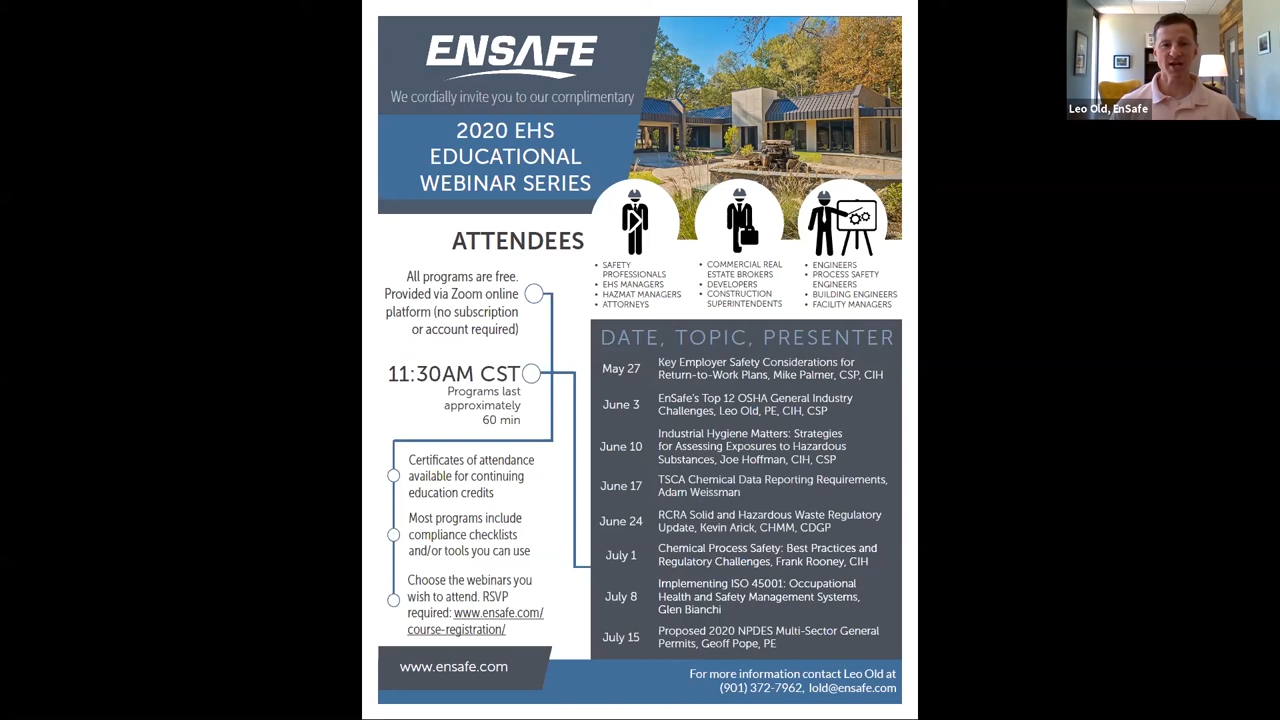 ENSAFE
We cordially invite you to our complimentary
2020 EHS
EDUCATIONAL
WEBINAR SERIES
ATTENDEES
All programs are free.
Provided via Zoom online
platform (no subscription
or account required)
11:30AM CST
Programs last
approximately
60 min
Certificates of attendance
available for continuing
education credits
Most programs include
compliance checklists
and/or tools you can use
Choose the webinars you
wish to attend. RSVP
required: www.ensafe.com/
course-registration/
www.ensafe.com
• SAFETY
PROFESSIONALS
• EHS MANAGERS
• HAZMAT MANAGERS
• ATTORNEYS
• COMMERCIAL REAL
ESTATE BROKERS
• DEVELOPERS
• CONSTRUCTION
SUPERINTENDENTS
• ENGINEERS
• PROCESS SAFETY
ENGINEERS
• BUILDING ENGINEERS
• FACILITY MANAGERS
DATE, TOPIC, PRESENTER
May 27
Key Employer Safety Considerations for
Return-to-Work Plans, Mike Palmer, CSP, CIH
June 3
EnSafe's Top 12 OSHA General Industry
Challenges, Leo Old, PE, CIH, CSP
June 10
Industrial Hygiene Matters: Strategies
for Assessing Exposures to Hazardous
Substances, Joe Hoffman, CIH, CSP
June 17
TSCA Chemical Data Reporting Requirements,
Adam Weissman
June 24
RCRA Solid and Hazardous Waste Regulatory
Update, Kevin Arick, CHMM, CDGP
July 1
Chemical Process Safety: Best Practices and
Regulatory Challenges, Frank Rooney, CIH
July 8
Implementing ISO 45001: Occupational
Health and Safety Management Systems,
Glen Bianchi
July 15
Proposed 2020 NPDES Multi-Sector General
Permits, Geoff Pope, PE
For more information contact Leo Old at
(901) 372-7962, lold@ensafe.com
Leo Old, EnSafe